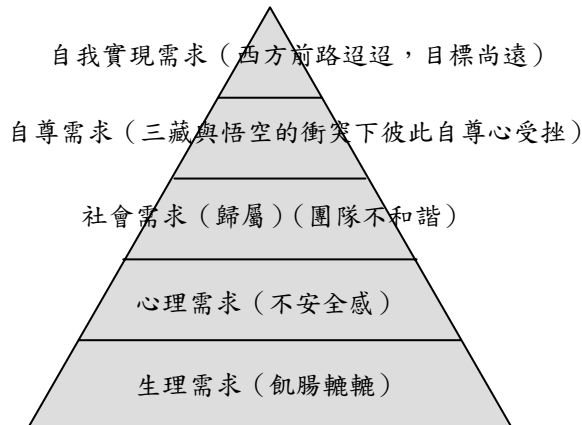 自我實現需求（西方前路迢迢，目標尚遠）
自尊需求（三藏與悟空的衝突下彼此自尊心受挫）
社會需求（歸屬）（團隊不和諧）
心理需求（不安全感）
生理需求（飢腸轆轆）